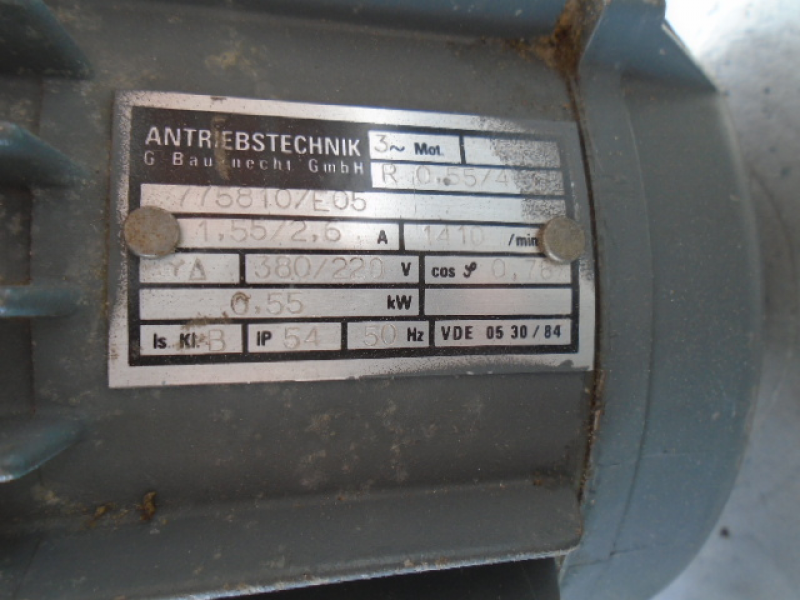 ANTRIEBSTECHNIK 3~ Mot.
G Bauknecht GmbH R 0,55/4
775810/E05
1,55/2,6 A 1410 /min
YΔ 380/220 V cos φ 0,78
0,55 kW
Is. Kl. B IP 54 50 Hz VDE 0530/84